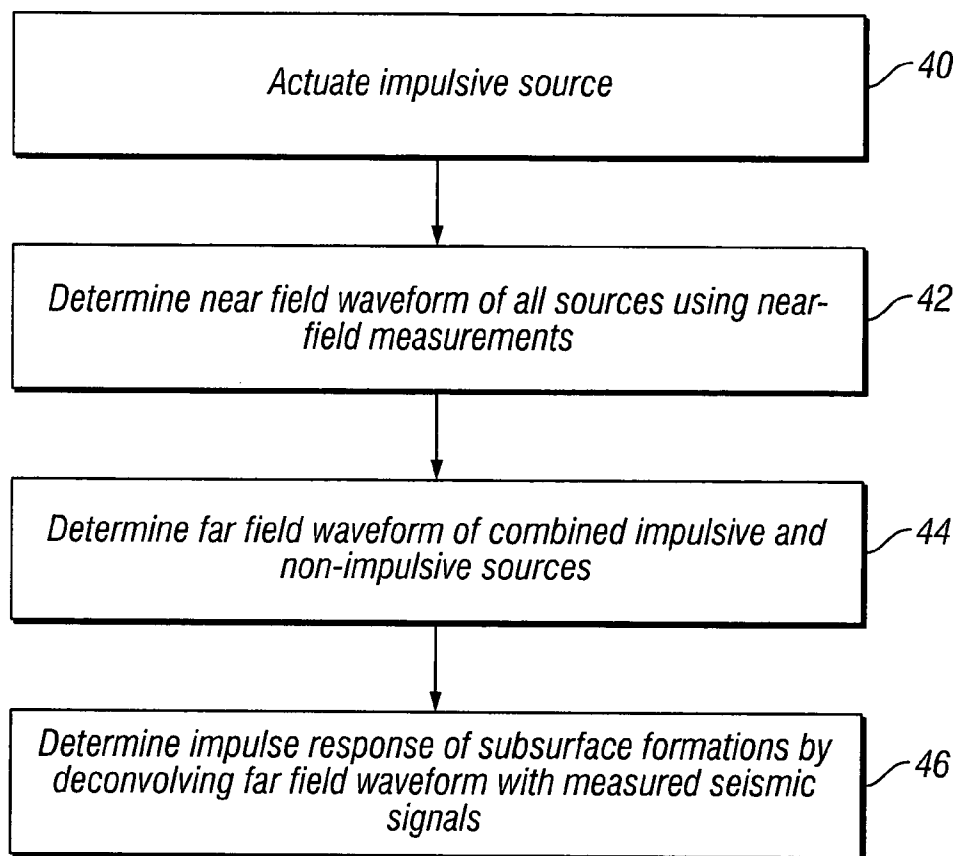 Actuate impulsive source
40
Determine near field waveform of all sources using near-
field measurements
42
Determine far field waveform of combined impulsive and
non-impulsive sources
44
Determine impulse response of subsurface formations by
deconvolving far field waveform with measured seismic
signals
46